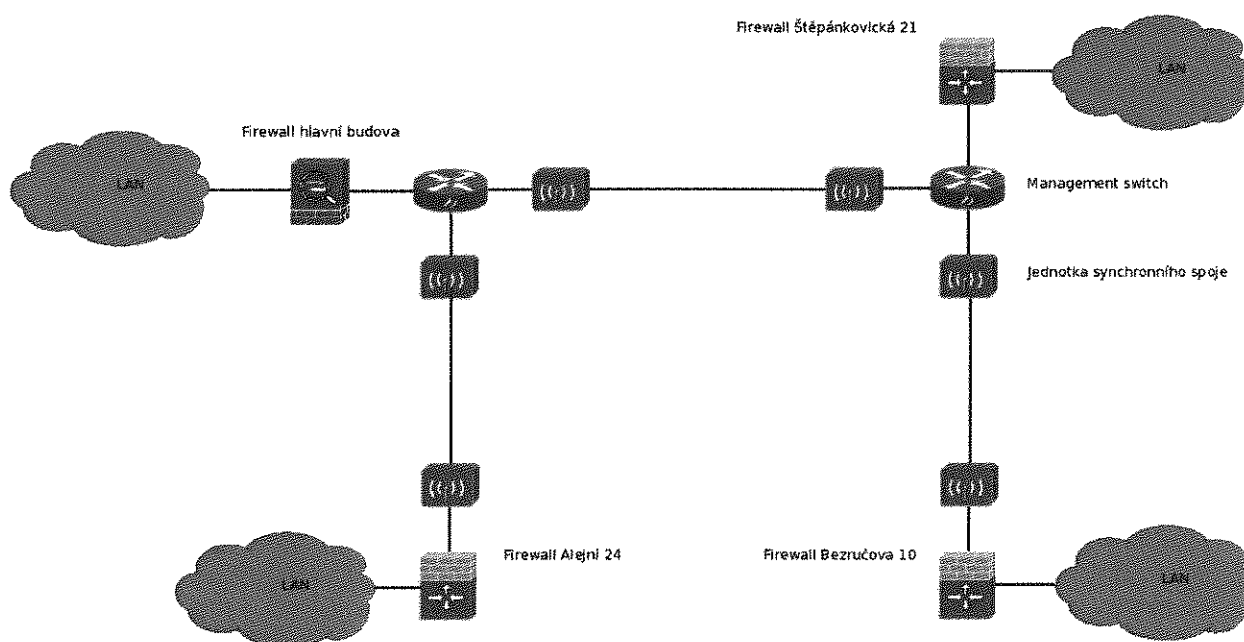 Firewall Štěpánkovická 21
LAN
Firewall hlavní budova
LAN
Management switch
Jednotka synchronního spoje
Firewall Alejní 24
Firewall Bezručova 10
LAN
LAN